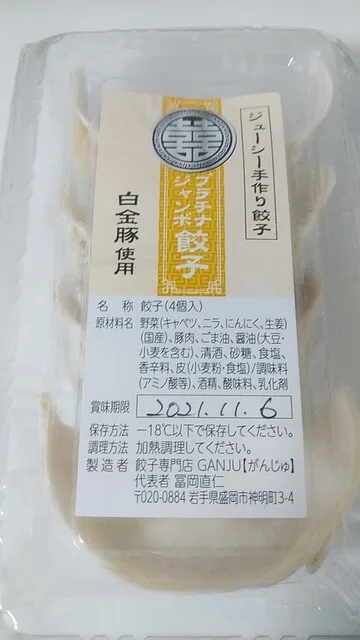 ジューシー手作り餃子
プラチナ
ジャンボ
餃子
白金豚使用
名　称 餃子(4個入)
原材料名 野菜(キャベツ、ニラ、にんにく、生姜)
(国産)、豚肉、ごま油、醤油(大豆・
小麦を含む)、清酒、砂糖、食塩、
香辛料、皮(小麦粉・食塩)/調味料
(アミノ酸等)、酒精、酸味料、乳化剤
賞味期限 2021.11.6
保存方法 −18℃以下で保存してください。
調理方法 加熱調理してください。
製造者 餃子専門店 GANJU【がんじゅ】
代表者 冨岡直仁
〒020-0884 岩手県盛岡市神明町3-4